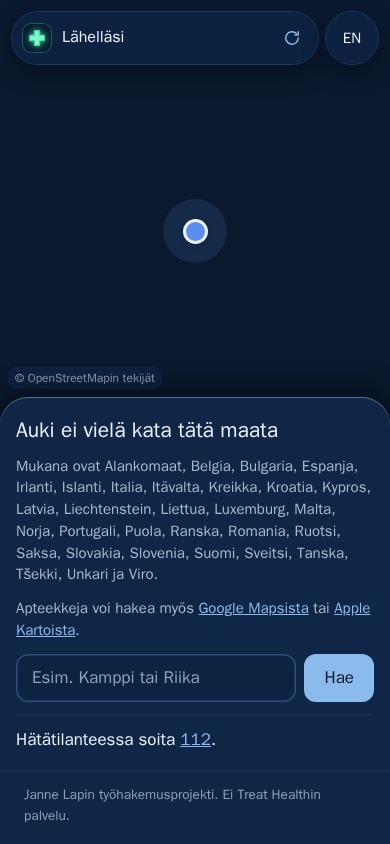 Lähelläsi
EN
© OpenStreetMapin tekijät
Auki ei vielä kata tätä maata
Mukana ovat Alankomaat, Belgia, Bulgaria, Espanja,
Irlanti, Islanti, Italia, Itävalta, Kreikka, Kroatia, Kypros,
Latvia, Liechtenstein, Liettua, Luxemburg, Malta,
Norja, Portugali, Puola, Ranska, Romania, Ruotsi,
Saksa, Slovakia, Slovenia, Suomi, Sveitsi, Tanska,
Tšekki, Unkari ja Viro.
Apteekkeja voi hakea myös Google Mapsista tai Apple
Kartoista.
Esim. Kamppi tai Riika
Hae
Hätätilanteessa soita 112.
Janne Lapin työhakemusprojekti. Ei Treat Healthin
palvelu.